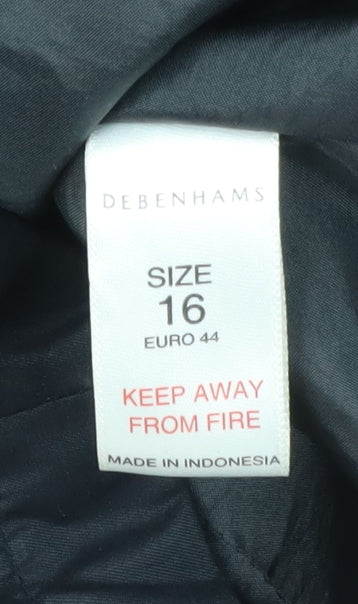 DEBENHAMS
SIZE
16
EURO 44
KEEP AWAY
FROM FIRE
MADE IN INDONESIA